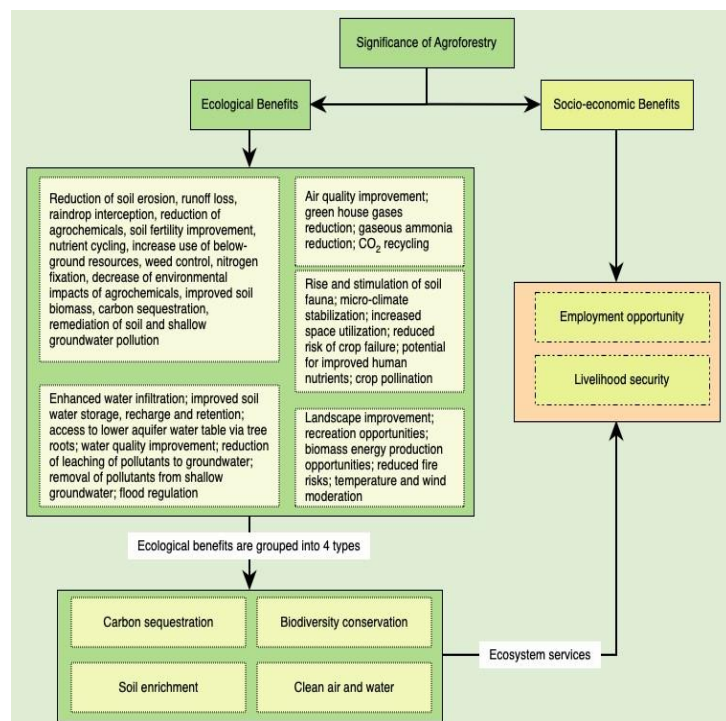 Significance of Agroforestry
Ecological Benefits
Socio-economic Benefits
Reduction of soil erosion, runoff loss,
raindrop interception, reduction of
agrochemicals, soil fertility improvement,
nutrient cycling, increase use of below-
ground resources, weed control, nitrogen
fixation, decrease of environmental
impacts of agrochemicals, improved soil
biomass, carbon sequestration,
remediation of soil and shallow
groundwater pollution
Air quality improvement;
green house gases
reduction; gaseous ammonia
reduction; CO₂ recycling
Rise and stimulation of soil
fauna; micro-climate
stabilization; increased
space utilization; reduced
risk of crop failure; potential
for improved human
nutrients; crop pollination
Enhanced water infiltration; improved soil
water storage, recharge and retention;
access to lower aquifer water table via tree
roots; water quality improvement; reduction
of leaching of pollutants to groundwater;
removal of pollutants from shallow
groundwater; flood regulation
Landscape improvement;
recreation opportunities;
biomass energy production
opportunities; reduced fire
risks; temperature and wind
moderation
Employment opportunity
Livelihood security
Ecological benefits are grouped into 4 types
Carbon sequestration
Biodiversity conservation
Soil enrichment
Clean air and water
Ecosystem services